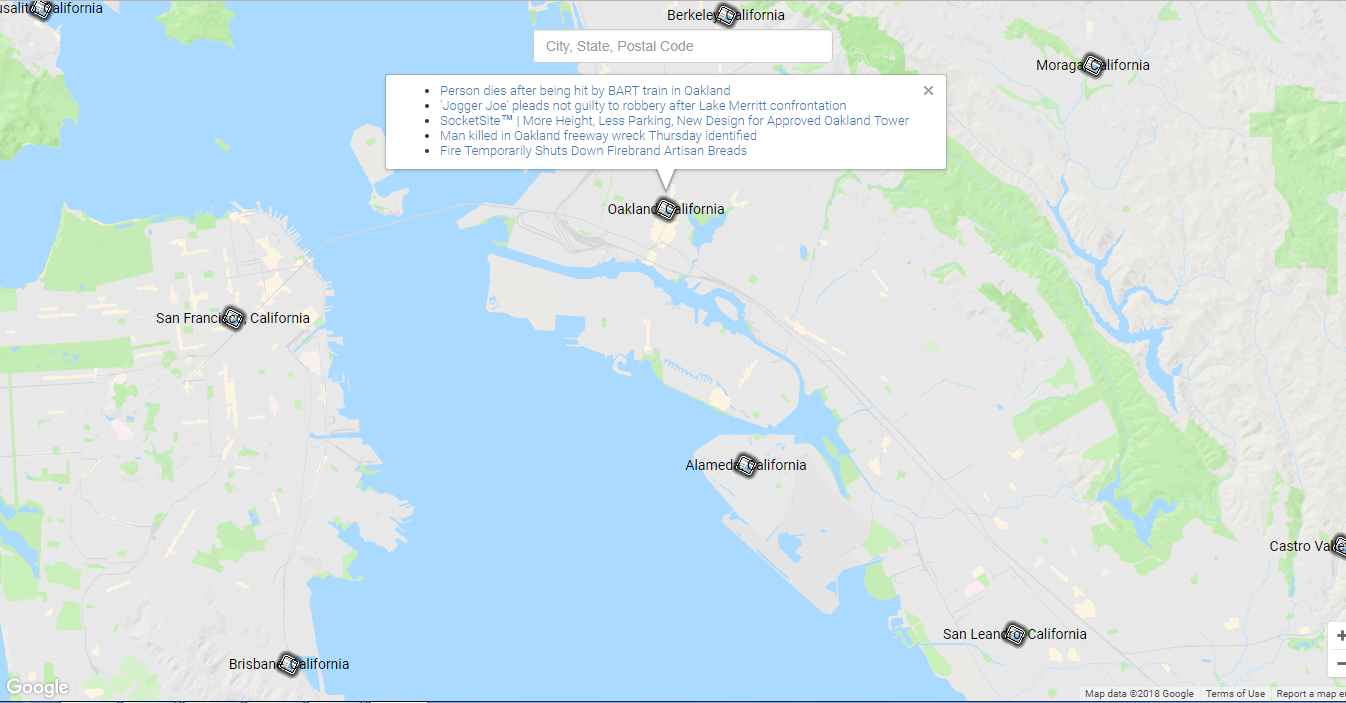 California
Berkeley, California
City, State, Postal Code
Moraga, California
Person dies after being hit by BART train in Oakland
'Jogger Joe' pleads not guilty to robbery after Lake Merritt confrontation
SocketSite™ | More Height, Less Parking, New Design for Approved Oakland Tower
Man killed in Oakland freeway wreck Thursday identified
Fire Temporarily Shuts Down Firebrand Artisan Breads
Oakland, California
San Francisco, California
Alameda, California
Castro
San Leandro, California
Brisbane, California
Google
Map data ©2018 Google Terms of Use Report a map